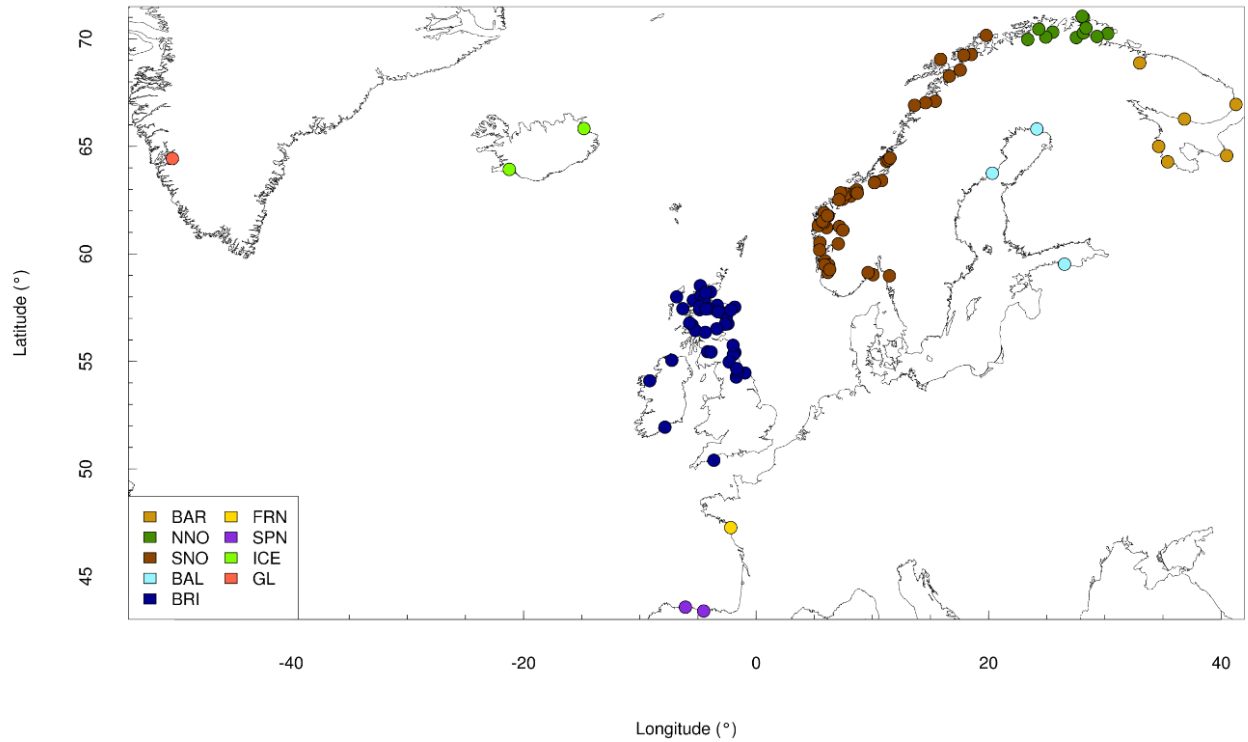 70
65
60
55
50
45
Latitude (°)
BAR FRN
NNO SPN
SNO ICE
BAL GL
BRI
-40 -20 0 20 40
Longitude (°)